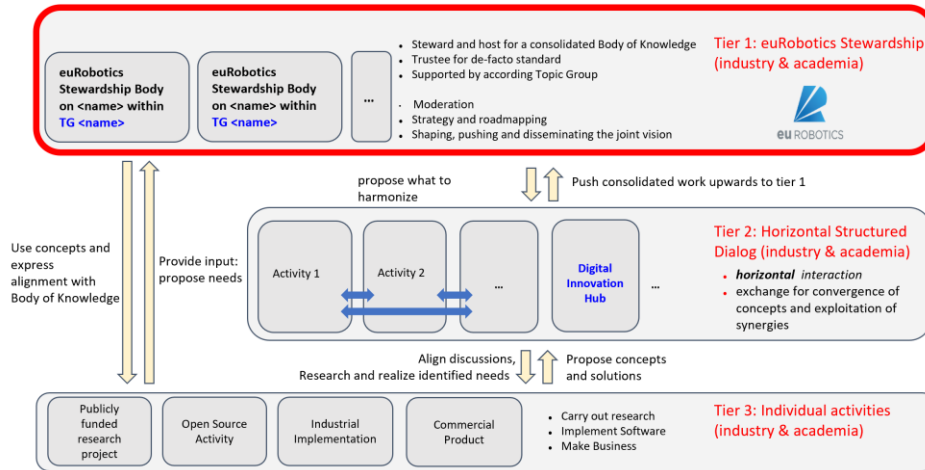 euRobotics
Stewardship Body
on <name> within
TG <name>
euRobotics
Stewardship Body
on <name> within
TG <name>
...
• Steward and host for a consolidated Body of Knowledge
• Trustee for de-facto standard
• Supported by according Topic Group
- Moderation
• Strategy and roadmapping
• Shaping, pushing and disseminating the joint vision
Tier 1: euRobotics Stewardship
(industry & academia)
eu ROBOTICS
propose what to
harmonize
Push consolidated work upwards to tier 1
Use concepts and
express
alignment with
Body of Knowledge
Provide input:
propose needs
Activity 1
Activity 2
...
Digital
Innovation
Hub
...
Tier 2: Horizontal Structured
Dialog (industry & academia)
• horizontal interaction
• exchange for convergence of
concepts and exploitation of
synergies
Align discussions,
Research and realize identified needs
Propose concepts
and solutions
Publicly
funded
research
project
Open Source
Activity
Industrial
Implementation
Commercial
Product
• Carry out research
• Implement Software
• Make Business
Tier 3: Individual activities
(industry & academia)